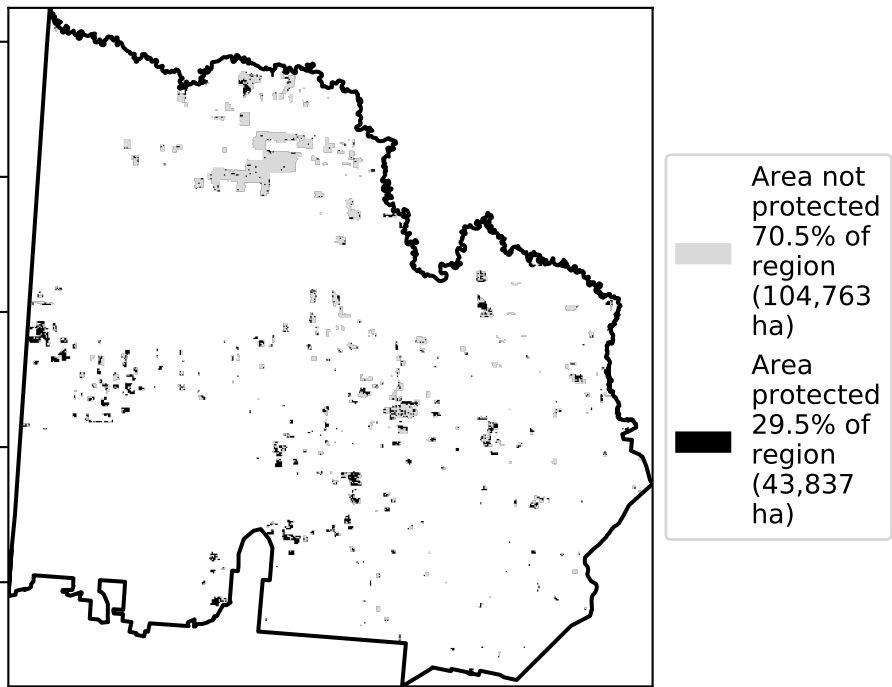 Area not
protected
70.5% of
region
(104,763
ha)
Area
protected
29.5% of
region
(43,837
ha)